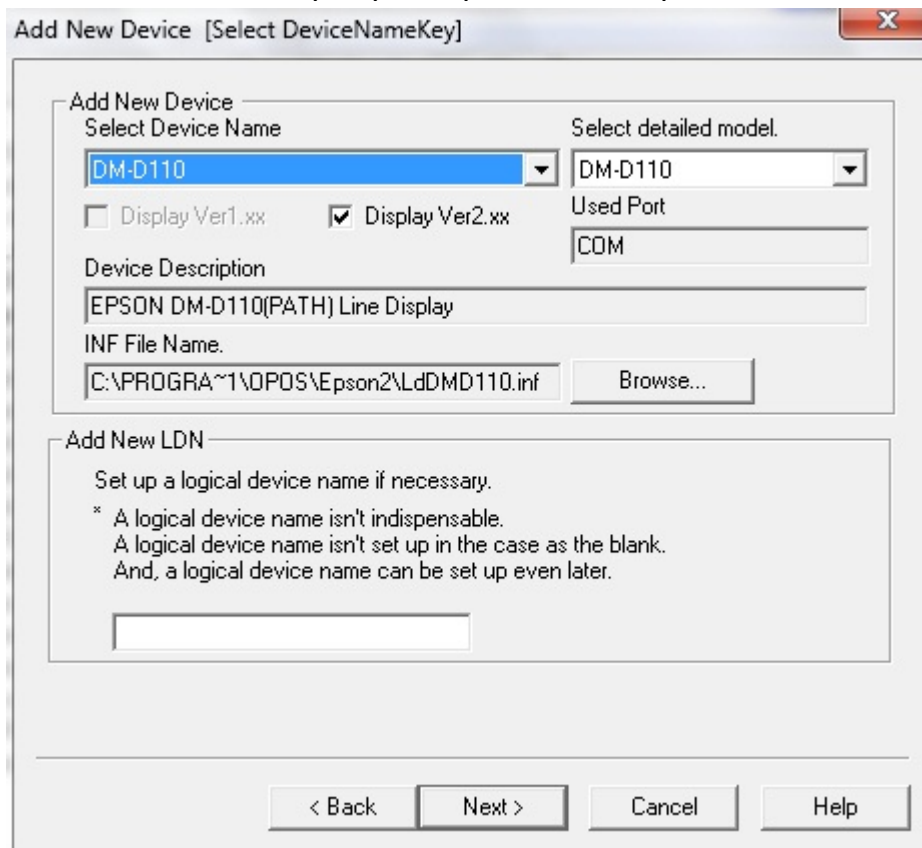 Add New Device [Select DeviceNameKey]
Add New Device
Select Device Name
Select detailed model.
DM-D110
DM-D110
Display Ver1.xx
Display Ver2.xx
Used Port
COM
Device Description
EPSON DM-D110(PATH) Line Display
INF File Name.
C:\PROGRA~1\OPOS\Epson2\LdDMD110.inf
Browse...
Add New LDN
Set up a logical device name if necessary.
* A logical device name isn't indispensable.
A logical device name isn't set up in the case as the blank.
And, a logical device name can be set up even later.
< Back
Next >
Cancel
Help